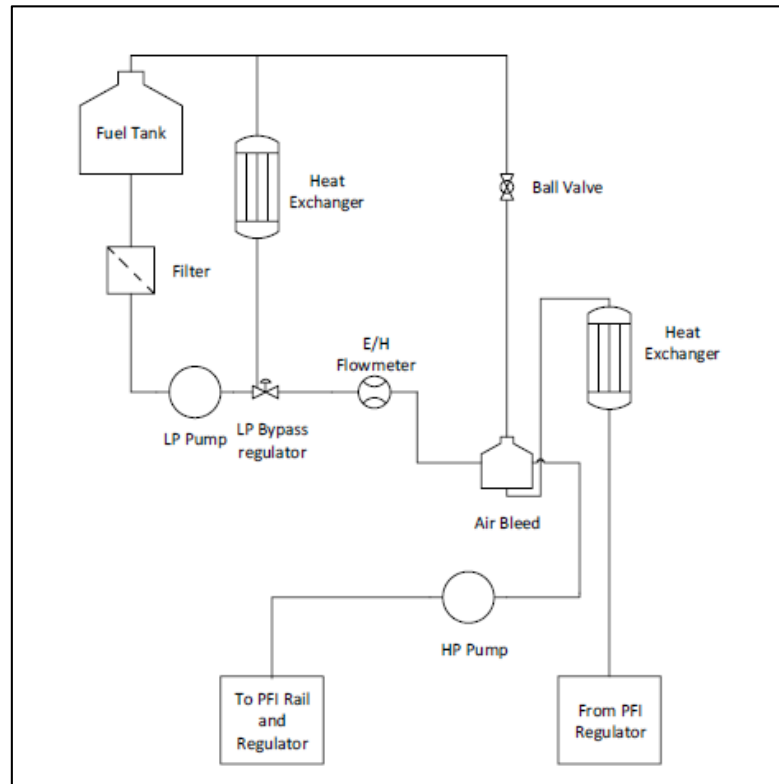 Fuel Tank
Heat
Exchanger
Ball Valve
Filter
Heat
Exchanger
E/H
Flowmeter
LP Pump
LP Bypass
regulator
Air Bleed
HP Pump
To PFI Rail
and
Regulator
From PFI
Regulator